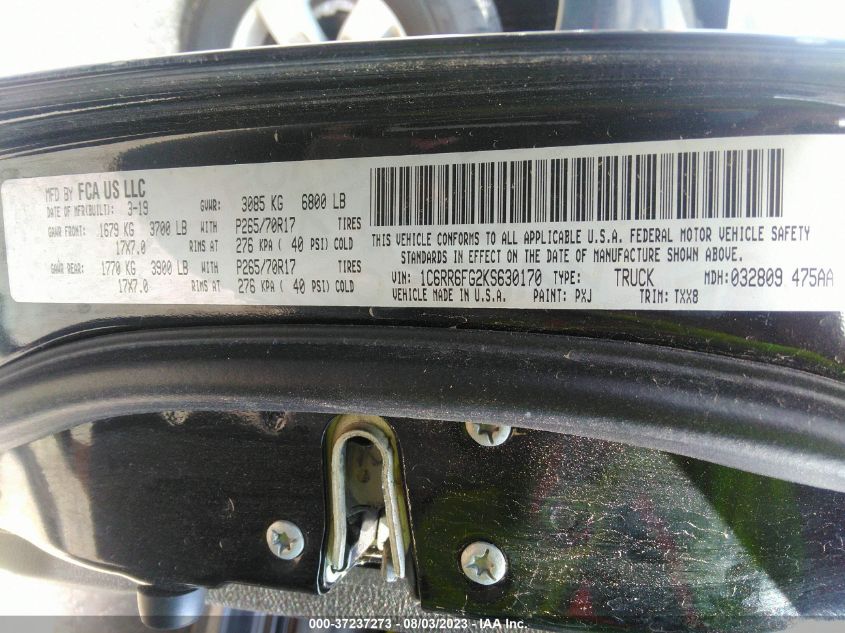 MFD BY FCA US LLC
DATE OF MFR(BUILT): 3-19 GVWR: 3085 KG 6800 LB
GAWR FRONT: 1679 KG 3700 LB WITH P265/70R17 TIRES
17X7.0 RIMS AT 276 KPA ( 40 PSI) COLD
GAWR REAR: 1770 KG 3900 LB WITH P265/70R17 TIRES
17X7.0 RIMS AT 276 KPA ( 40 PSI) COLD
THIS VEHICLE CONFORMS TO ALL APPLICABLE U.S.A. FEDERAL MOTOR VEHICLE SAFETY
STANDARDS IN EFFECT ON THE DATE OF MANUFACTURE SHOWN ABOVE.
VIN: 1C6RR6FG2KS630170 TYPE: TRUCK MDH: 032809 475AA
VEHICLE MADE IN U.S.A. PAINT: PXJ TRIM: TXX8
000-37237273 - 08/03/2023 - IAA Inc.